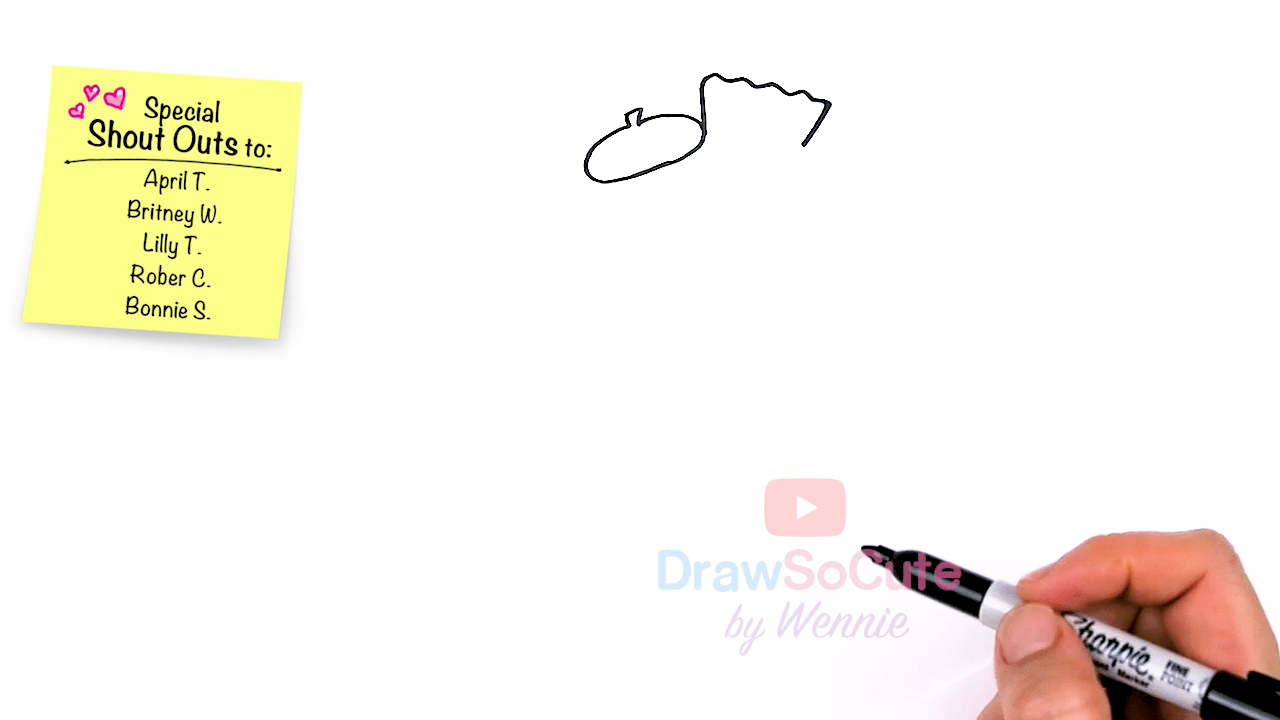 Special
Shout Outs to:
April T.
Britney W.
Lilly T.
Rober C.
Bonnie S.
DrawSoCute
by Wennie
Sharpie
FINE
POINT